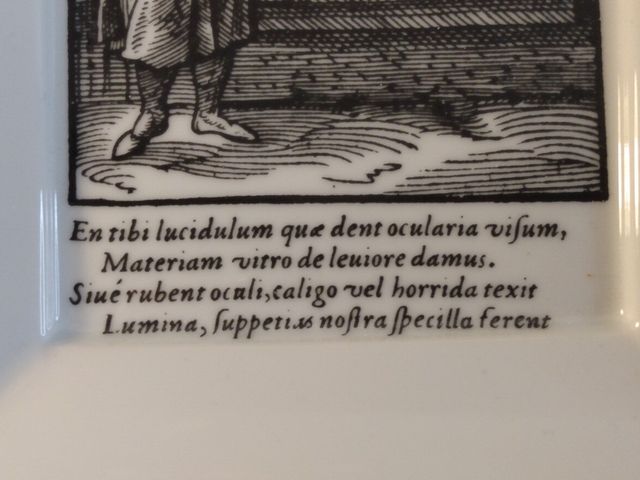 En tibi lucidulum quæ dent ocularia viſum,
Materiam vitro de leuiore damus.
Siué rubent oculi, caligo vel horrida texit
Lumina, ſuppetias noſtra ſpecilla ferent